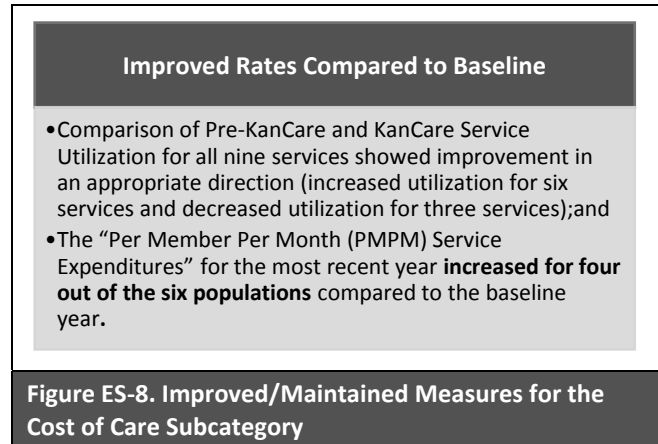 Improved Rates Compared to Baseline
•Comparison of Pre-KanCare and KanCare Service
Utilization for all nine services showed improvement in
an appropriate direction (increased utilization for six
services and decreased utilization for three services);and
•The “Per Member Per Month (PMPM) Service
Expenditures” for the most recent year increased for four
out of the six populations compared to the baseline
year.
Figure ES-8. Improved/Maintained Measures for the
Cost of Care Subcategory